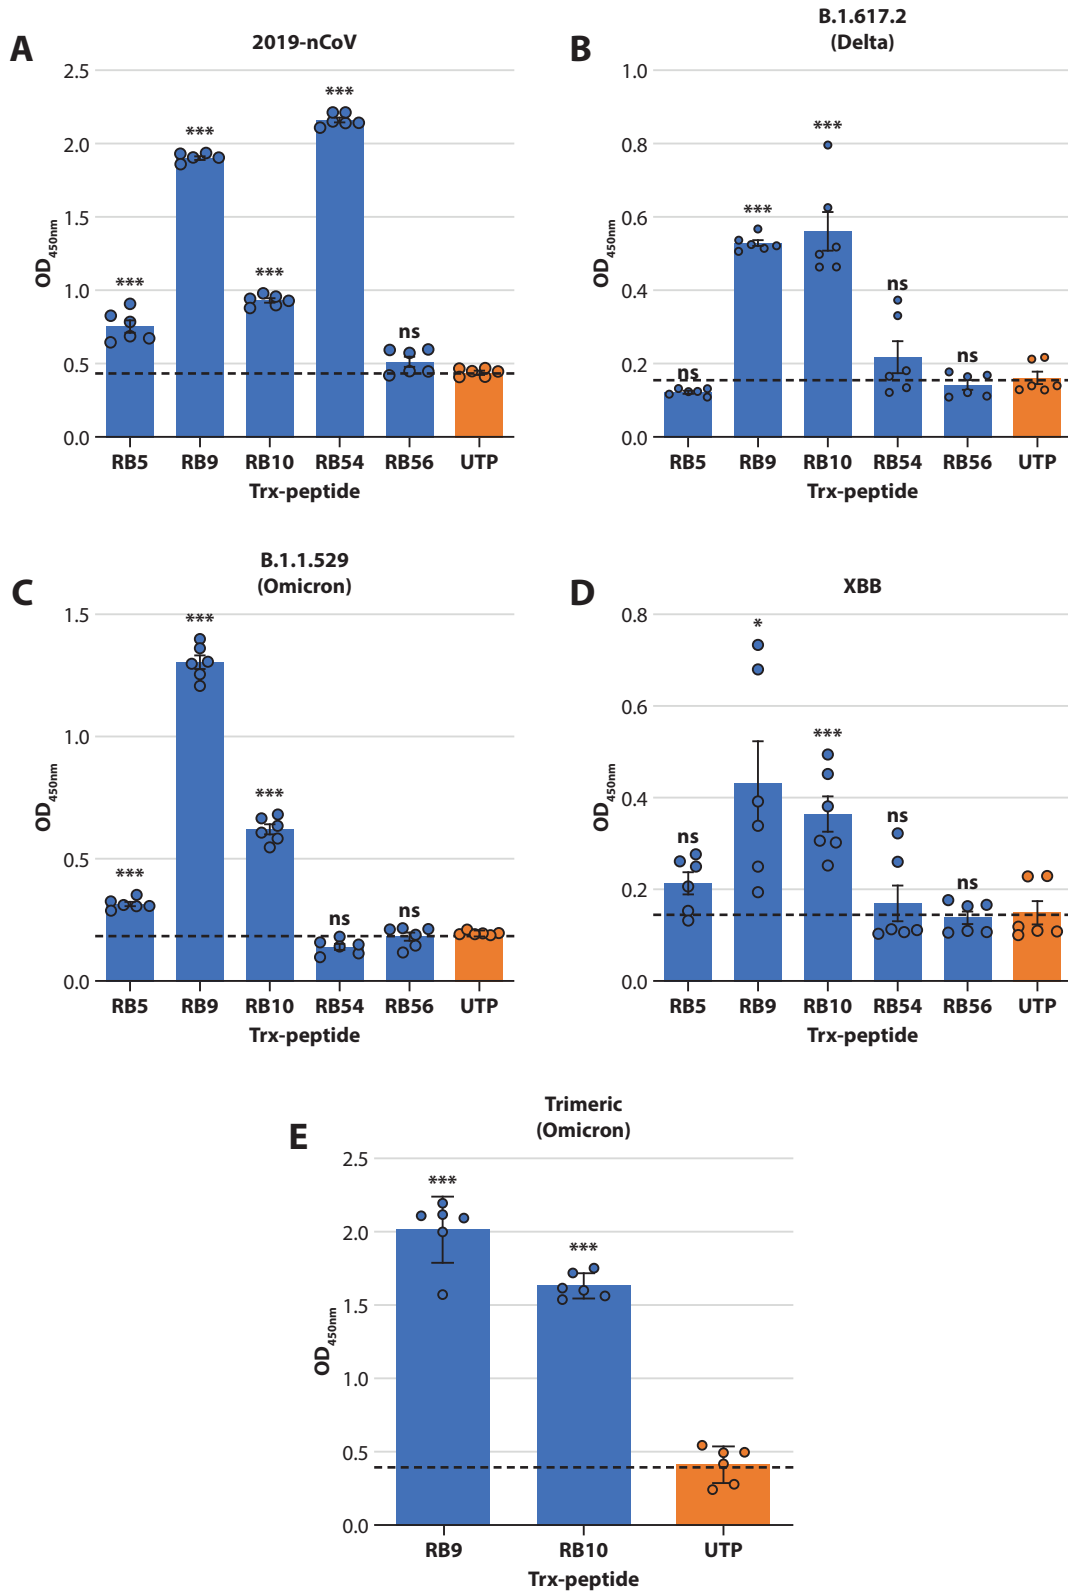 A
2019-nCoV
OD450nm
2.5
2.0
1.5
1.0
0.5
0.0
***
***
***
***
ns
RB5 RB9 RB10 RB54 RB56 UTP
Trx-peptide
B
B.1.617.2
(Delta)
OD450nm
1.0
0.8
0.6
0.4
0.2
0.0
ns
***
***
ns
ns
RB5 RB9 RB10 RB54 RB56 UTP
Trx-peptide
C
B.1.1.529
(Omicron)
OD450nm
1.5
1.0
0.5
0.0
***
***
***
ns
ns
RB5 RB9 RB10 RB54 RB56 UTP
Trx-peptide
D
XBB
OD450nm
0.8
0.6
0.4
0.2
0.0
ns
*
***
ns
ns
RB5 RB9 RB10 RB54 RB56 UTP
Trx-peptide
E
Trimeric
(Omicron)
OD450nm
2.5
2.0
1.5
1.0
0.5
0.0
***
***
RB9 RB10 UTP
Trx-peptide